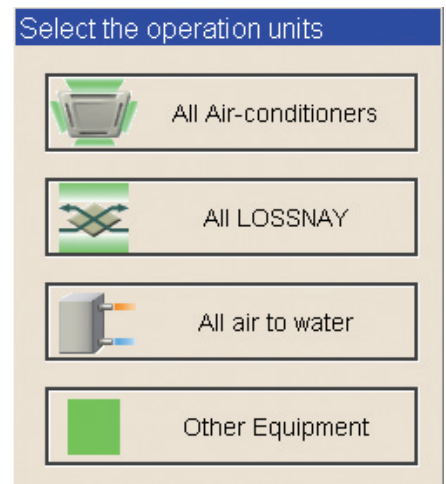 Select the operation units
All Air-conditioners
All LOSSNAY
All air to water
Other Equipment